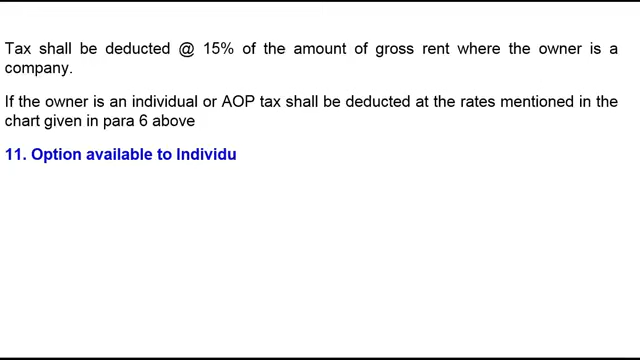 Tax shall be deducted @ 15% of the amount of gross rent where the owner is a
company.
If the owner is an individual or AOP tax shall be deducted at the rates mentioned in the
chart given in para 6 above
11. Option available to Individu